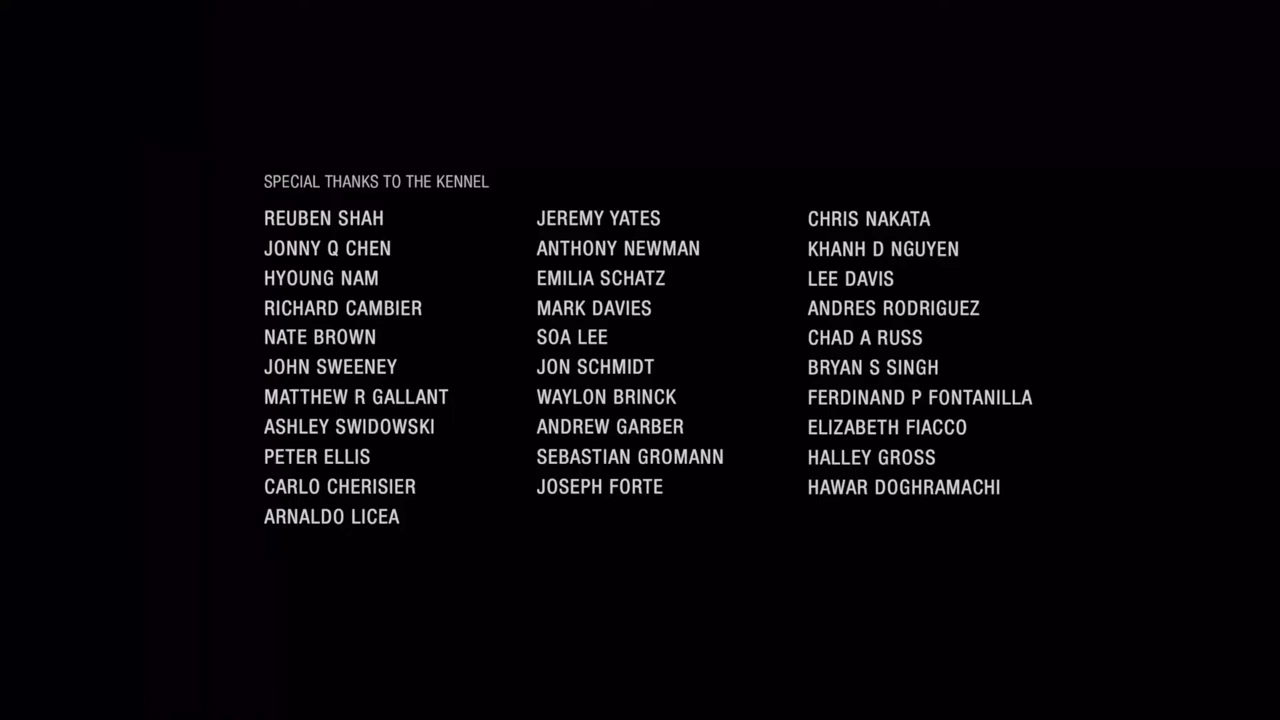 SPECIAL THANKS TO THE KENNEL
REUBEN SHAH
JONNY Q CHEN
HYOUNG NAM
RICHARD CAMBIER
NATE BROWN
JOHN SWEENEY
MATTHEW R GALLANT
ASHLEY SWIDOWSKI
PETER ELLIS
CARLO CHERISIER
ARNALDO LICEA
JEREMY YATES
ANTHONY NEWMAN
EMILIA SCHATZ
MARK DAVIES
SOA LEE
JON SCHMIDT
WAYLON BRINCK
ANDREW GARBER
SEBASTIAN GROMANN
JOSEPH FORTE
CHRIS NAKATA
KHANH D NGUYEN
LEE DAVIS
ANDRES RODRIGUEZ
CHAD A RUSS
BRYAN S SINGH
FERDINAND P FONTANILLA
ELIZABETH FIACCO
HALLEY GROSS
HAWAR DOGHRAMACHI